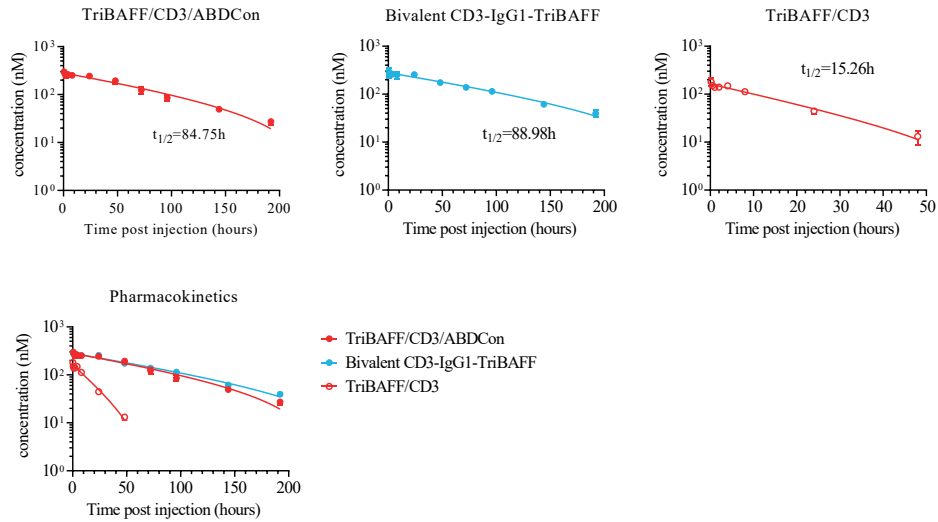 TriBAFF/CD3/ABDCon
concentration (nM)
10³
10²
10¹
10⁰
t1/2=84.75h
0 50 100 150 200
Time post injection (hours)
Bivalent CD3-IgG1-TriBAFF
concentration (nM)
10³
10²
10¹
10⁰
t1/2=88.98h
0 50 100 150 200
Time post injection (hours)
TriBAFF/CD3
concentration (nM)
10³
10²
10¹
10⁰
t1/2=15.26h
0 10 20 30 40 50
Time post injection (hours)
Pharmacokinetics
concentration (nM)
10³
10²
10¹
10⁰
0 50 100 150 200
Time post injection (hours)
TriBAFF/CD3/ABDCon
Bivalent CD3-IgG1-TriBAFF
TriBAFF/CD3